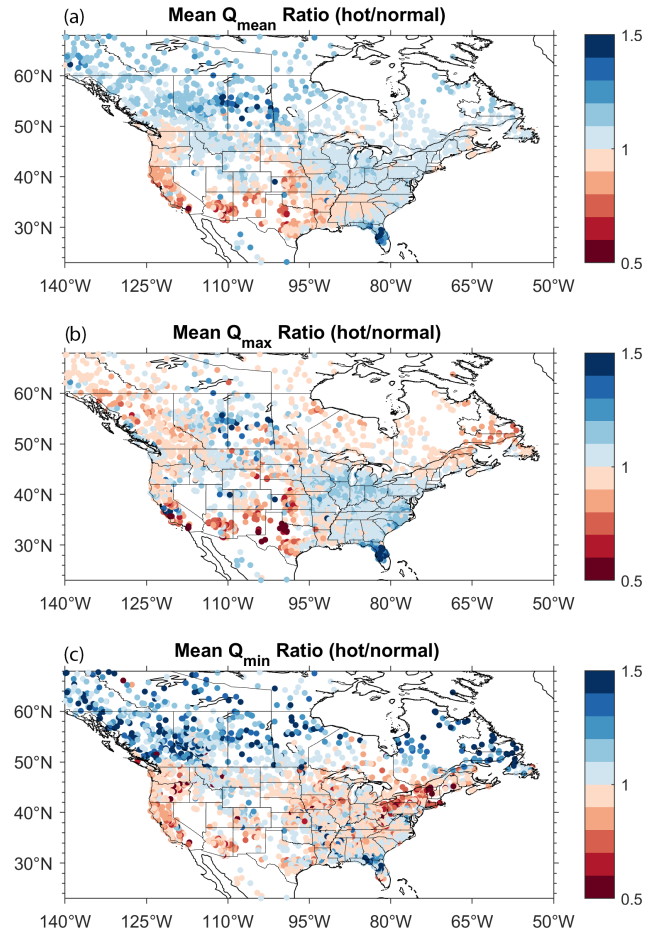 (a)
Mean Qmean Ratio (hot/normal)
60°N
50°N
40°N
30°N
140°W 125°W 110°W 95°W 80°W 65°W 50°W
1.5
1
0.5
(b)
Mean Qmax Ratio (hot/normal)
60°N
50°N
40°N
30°N
140°W 125°W 110°W 95°W 80°W 65°W 50°W
1.5
1
0.5
(c)
Mean Qmin Ratio (hot/normal)
60°N
50°N
40°N
30°N
140°W 125°W 110°W 95°W 80°W 65°W 50°W
1.5
1
0.5